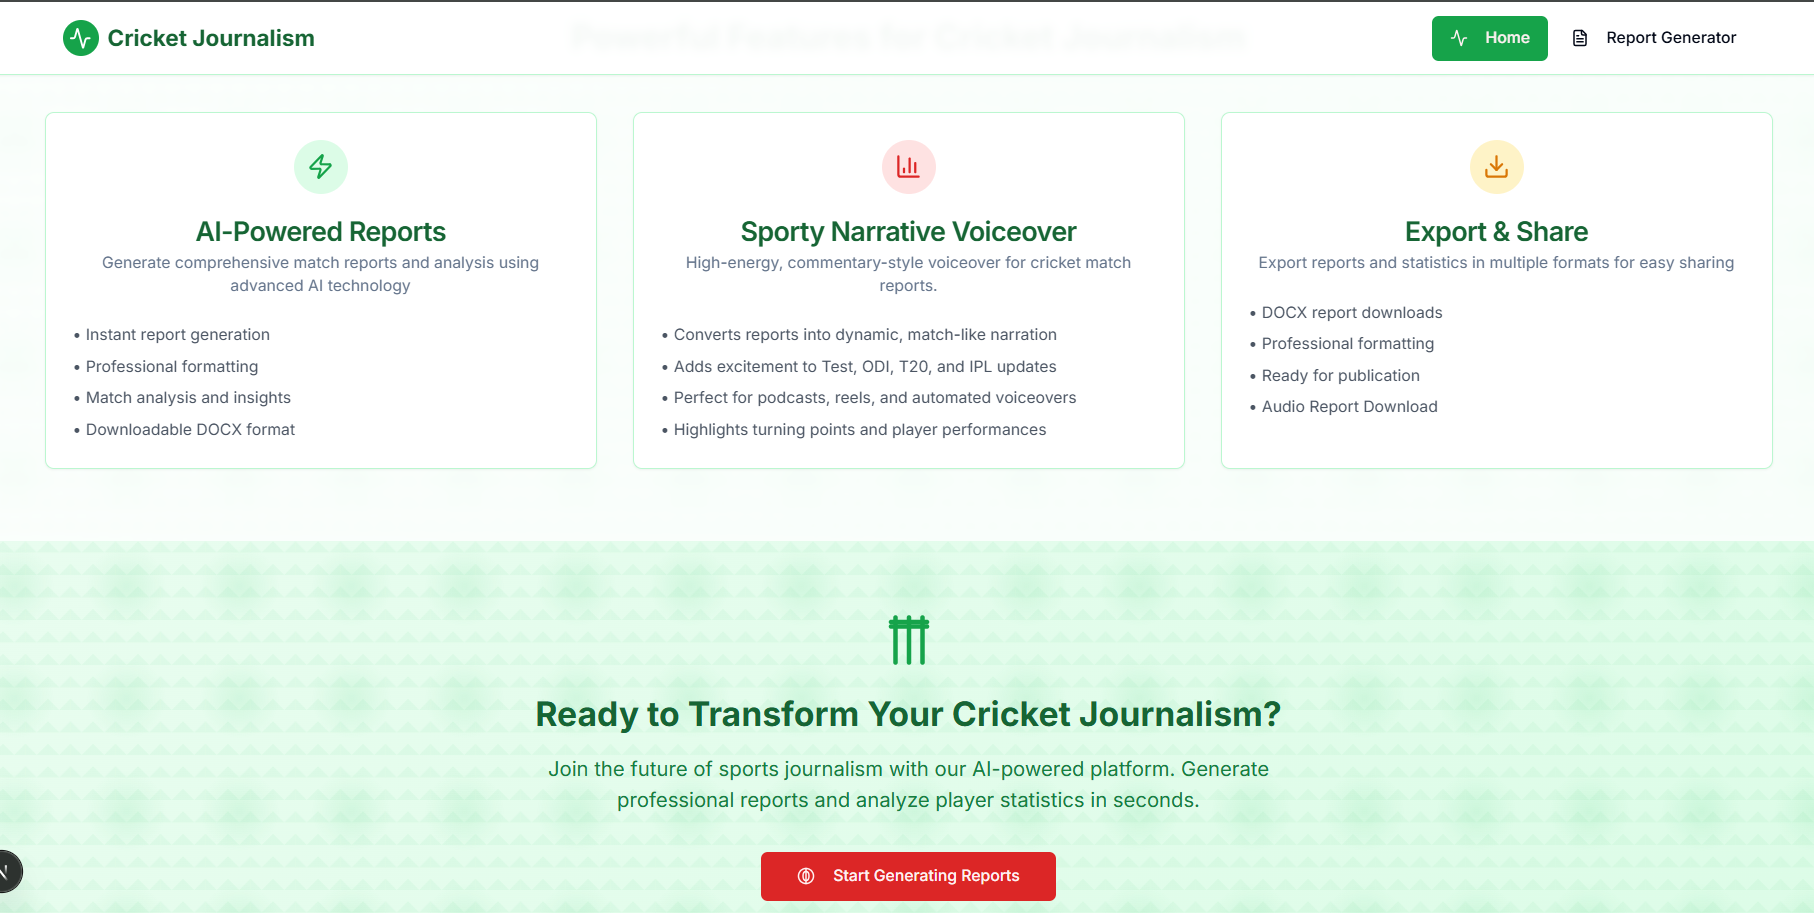 Cricket Journalism
Powerful Features for Cricket Journalism
Home
Report Generator
AI-Powered Reports
Generate comprehensive match reports and analysis using
advanced AI technology
• Instant report generation
• Professional formatting
• Match analysis and insights
• Downloadable DOCX format
Sporty Narrative Voiceover
High-energy, commentary-style voiceover for cricket match
reports.
• Converts reports into dynamic, match-like narration
• Adds excitement to Test, ODI, T20, and IPL updates
• Perfect for podcasts, reels, and automated voiceovers
• Highlights turning points and player performances
Export & Share
Export reports and statistics in multiple formats for easy sharing
• DOCX report downloads
• Professional formatting
• Ready for publication
• Audio Report Download
Ready to Transform Your Cricket Journalism?
Join the future of sports journalism with our AI-powered platform. Generate
professional reports and analyze player statistics in seconds.
Start Generating Reports
N